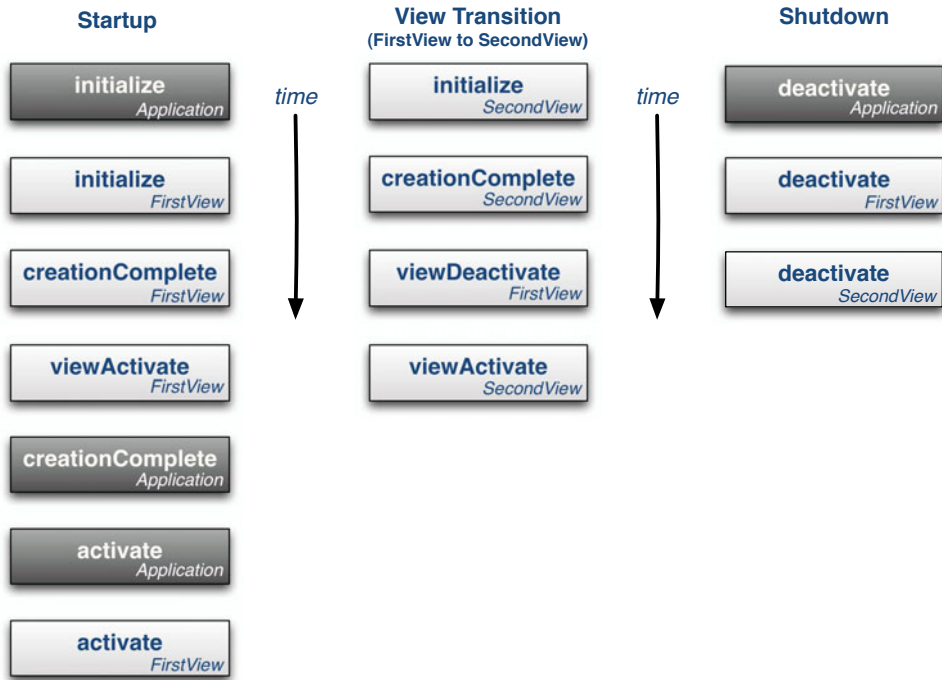 Startup
initialize
Application
initialize
FirstView
creationComplete
FirstView
viewActivate
FirstView
creationComplete
Application
activate
Application
activate
FirstView
time
View Transition
(FirstView to SecondView)
initialize
SecondView
creationComplete
SecondView
viewDeactivate
FirstView
viewActivate
SecondView
time
Shutdown
deactivate
Application
deactivate
FirstView
deactivate
SecondView